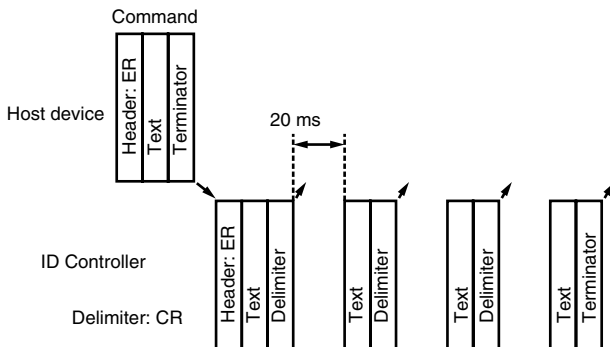 Command
Header: ER
Text
Terminator
Host device
20 ms
ID Controller
Delimiter: CR
Header: ER
Text
Delimiter
Text
Delimiter
Text
Delimiter
Text
Terminator